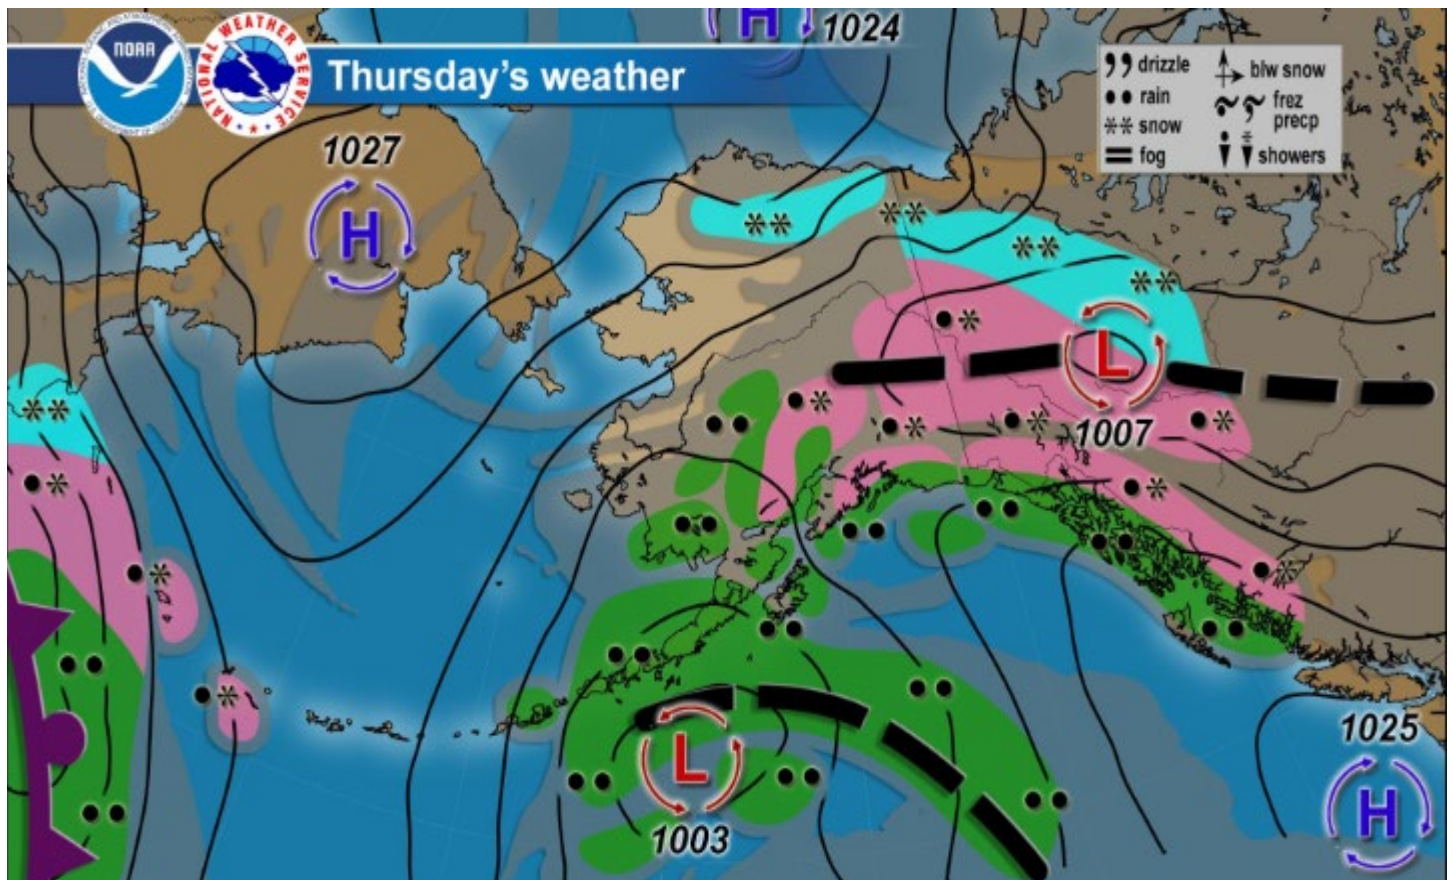 NOAA
NATIONAL WEATHER SERVICE
Thursday's weather
H
1024
drizzle
blw snow
rain
frez
precp
snow
fog
showers
1027
H
L
1007
1025
L
H
1003